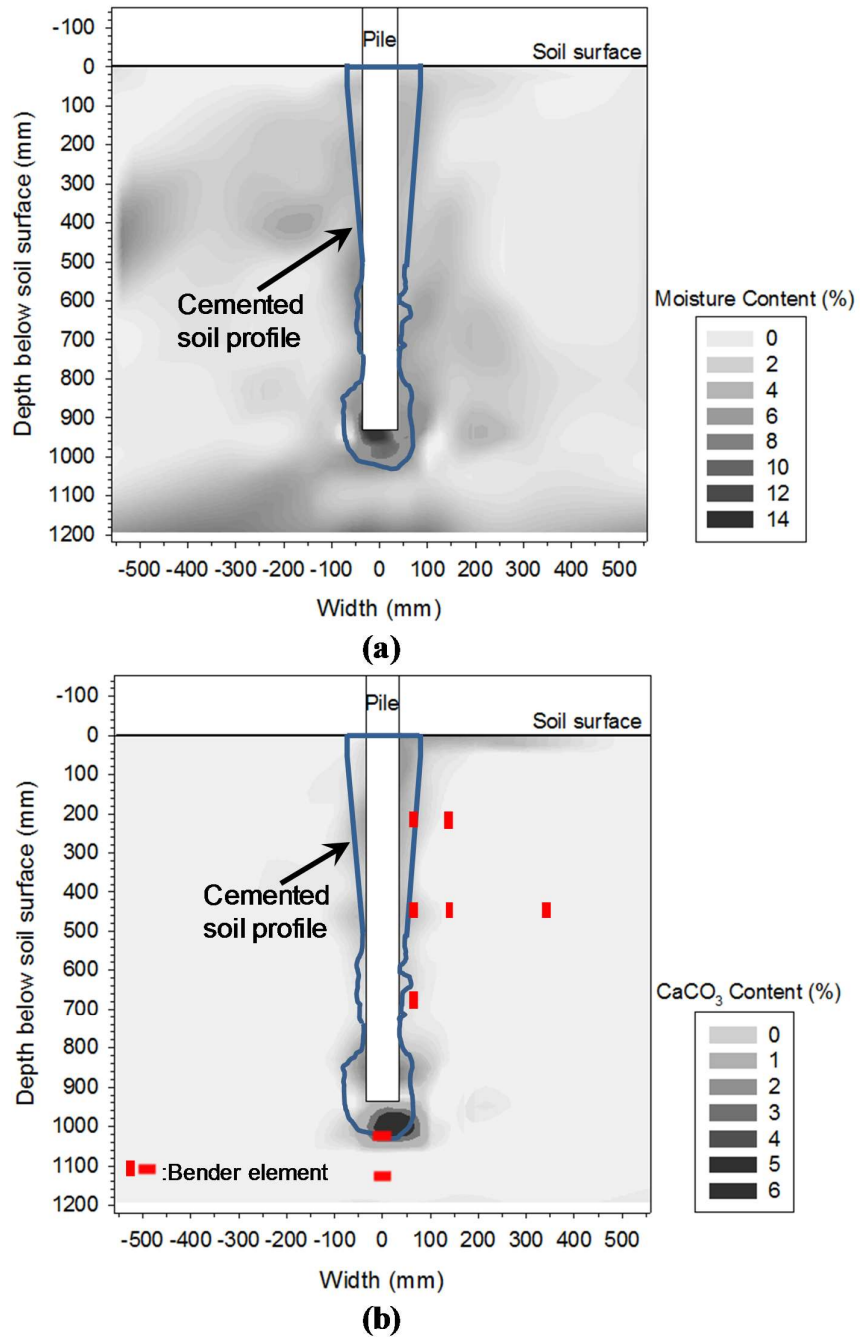 -100
Pile
Soil surface
0
100
200
300
400
500
600
700
800
900
1000
1100
1200
Depth below soil surface (mm)
Cemented
soil profile
-500 -400 -300 -200 -100 0 100 200 300 400 500
Width (mm)
Moisture Content (%)
0
2
4
6
8
10
12
14
(a)
-100
Pile
Soil surface
0
100
200
300
400
500
600
700
800
900
1000
1100
1200
Depth below soil surface (mm)
Cemented
soil profile
:Bender element
-500 -400 -300 -200 -100 0 100 200 300 400 500
Width (mm)
CaCO₃ Content (%)
0
1
2
3
4
5
6
(b)